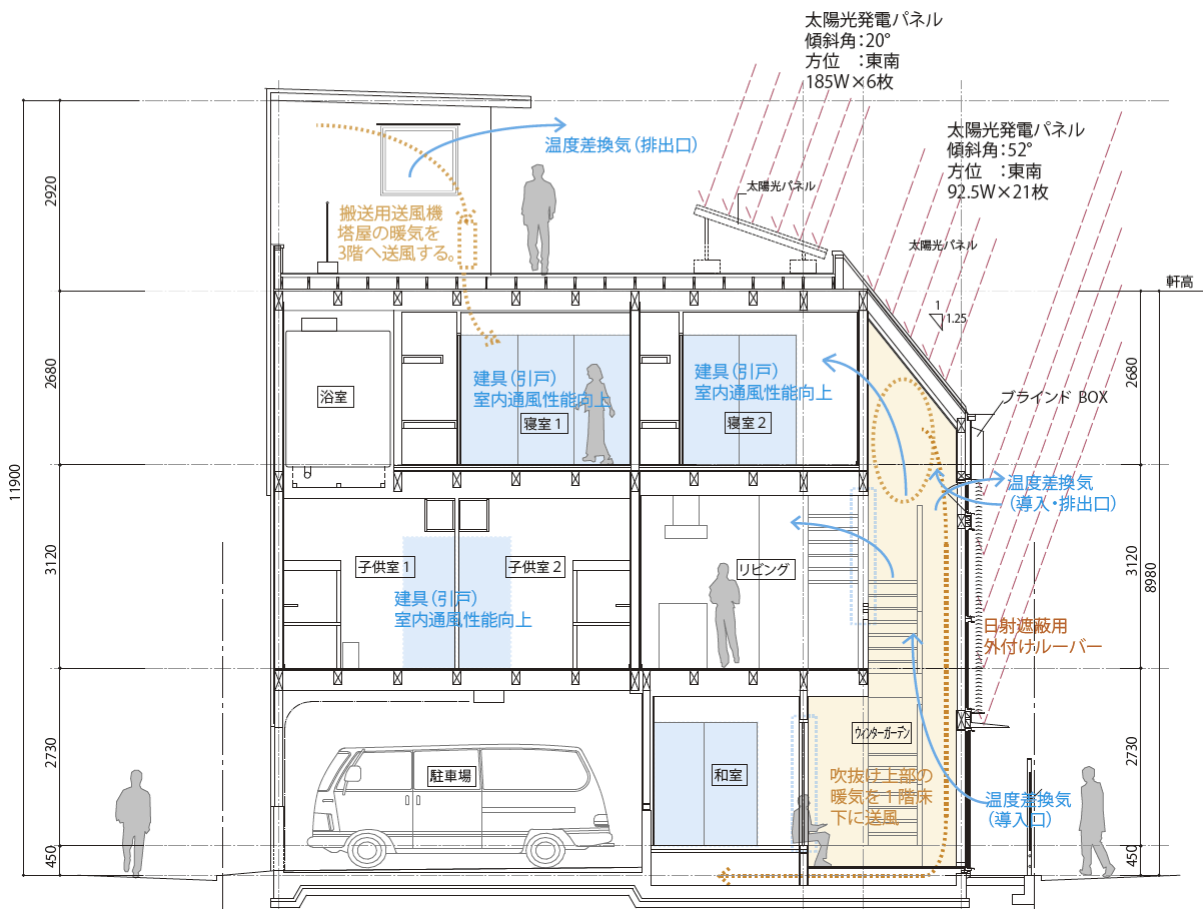 太陽光発電パネル
傾斜角:20°
方位 :東南
185W×6枚
太陽光発電パネル
傾斜角:52°
方位 :東南
92.5W×21枚
温度差換気(排出口)
搬送用送風機
塔屋の暖気を
3階へ送風する。
太陽光パネル
太陽光パネル
軒高
1
1.25
2920
2680
3120
2730
450
11900
2680
3120
2730
450
8980
浴室
建具(引戸)
室内通風性能向上
寝室1
建具(引戸)
室内通風性能向上
寝室2
ブラインド BOX
温度差換気
(導入・排出口)
子供室1
子供室2
建具(引戸)
室内通風性能向上
リビング
日射遮蔽用
外付けルーバー
駐車場
和室
ウィンターガーデン
吹抜け上部の
暖気を1階床
下に送風
温度差換気
(導入口)